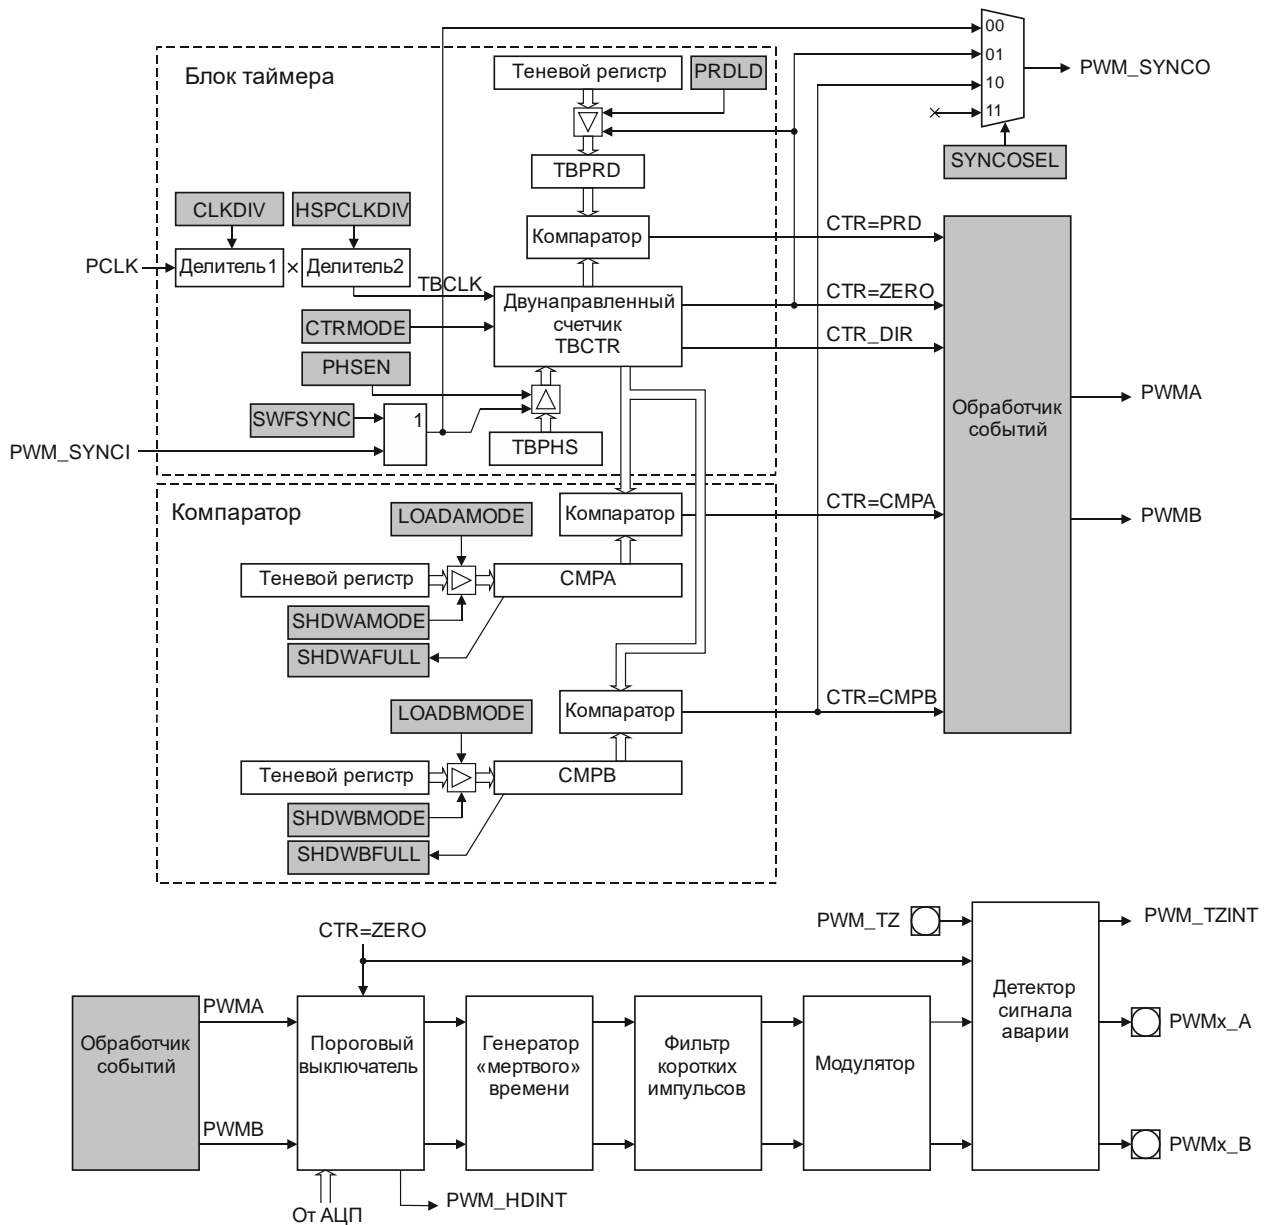 00
01
10
11
PWM_SYNCO
SYNCOSEL
Блок таймера
Теневой регистр
PRDLD
TBPRD
CLKDIV
HSPCLKDIV
Компаратор
CTR=PRD
PCLK
Делитель1
×
Делитель2
TBCLK
Двунаправленный
счетчик
TBCTR
CTR=ZERO
CTRMODE
CTR_DIR
PHSEN
SWFSYNC
1
TBPHS
PWM_SYNCI
Обработчик
событий
PWMA
PWMB
Компаратор
LOADAMODE
Компаратор
CTR=CMPA
Теневой регистр
CMPA
SHDWAMODE
SHDWAFULL
LOADBMODE
Компаратор
CTR=CMPB
Теневой регистр
CMPB
SHDWBMODE
SHDWBFULL
CTR=ZERO
PWM_TZ
PWM_TZINT
Обработчик
событий
PWMA
PWMB
Пороговый
выключатель
Генератор
«мертвого»
времени
Фильтр
коротких
импульсов
Модулятор
Детектор
сигнала
аварии
PWMx_A
PWMx_B
От АЦП
PWM_HDINT